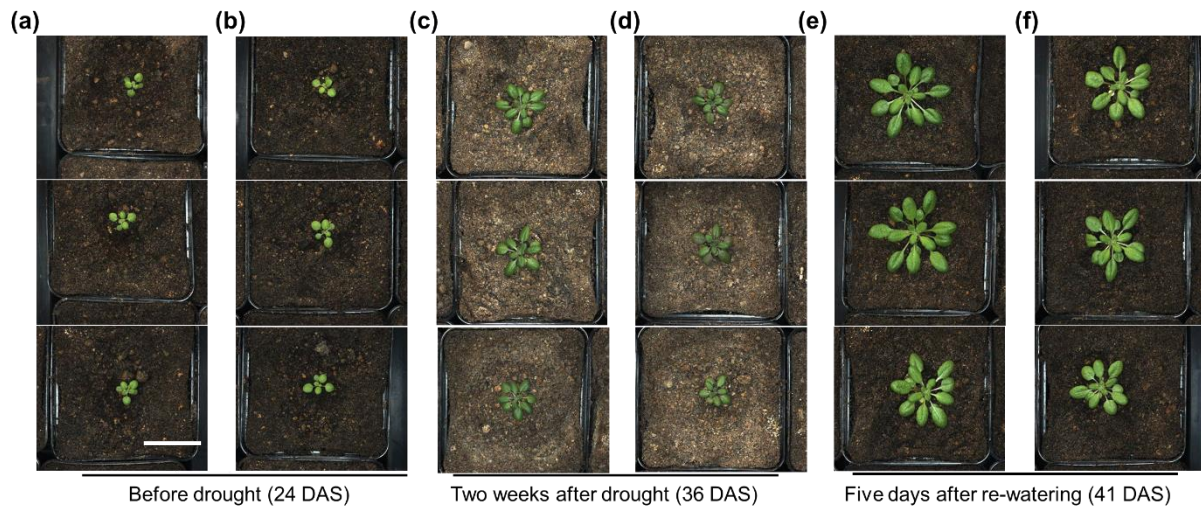 (a) (b) (c) (d) (e) (f)
Before drought (24 DAS) Two weeks after drought (36 DAS) Five days after re-watering (41 DAS)